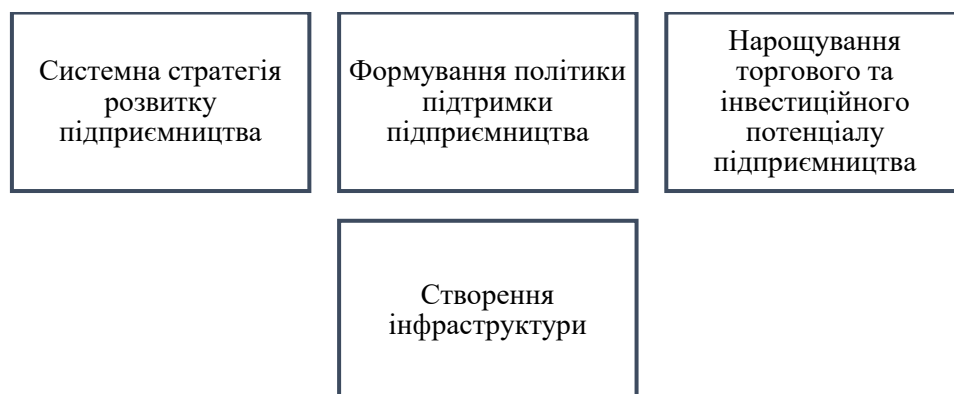 Системна стратегія
розвитку
підприємництва
Формування політики
підтримки
підприємництва
Нарощування
торгового та
інвестиційного
потенціалу
підприємництва
Створення
інфраструктури